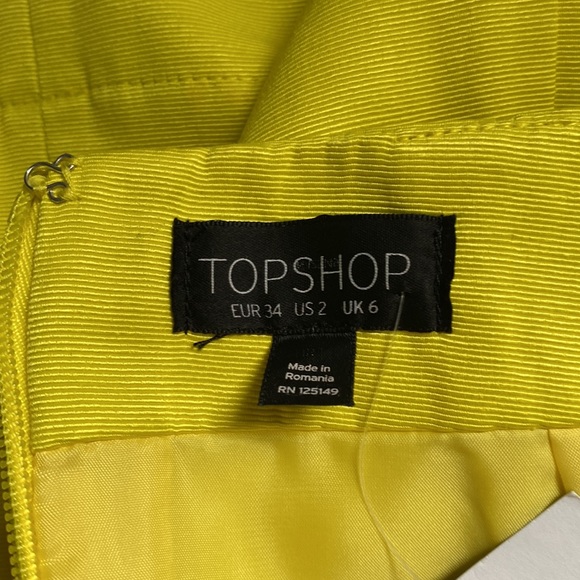 TOPSHOP
EUR 34 US 2 UK 6
Made in
Romania
RN 125149